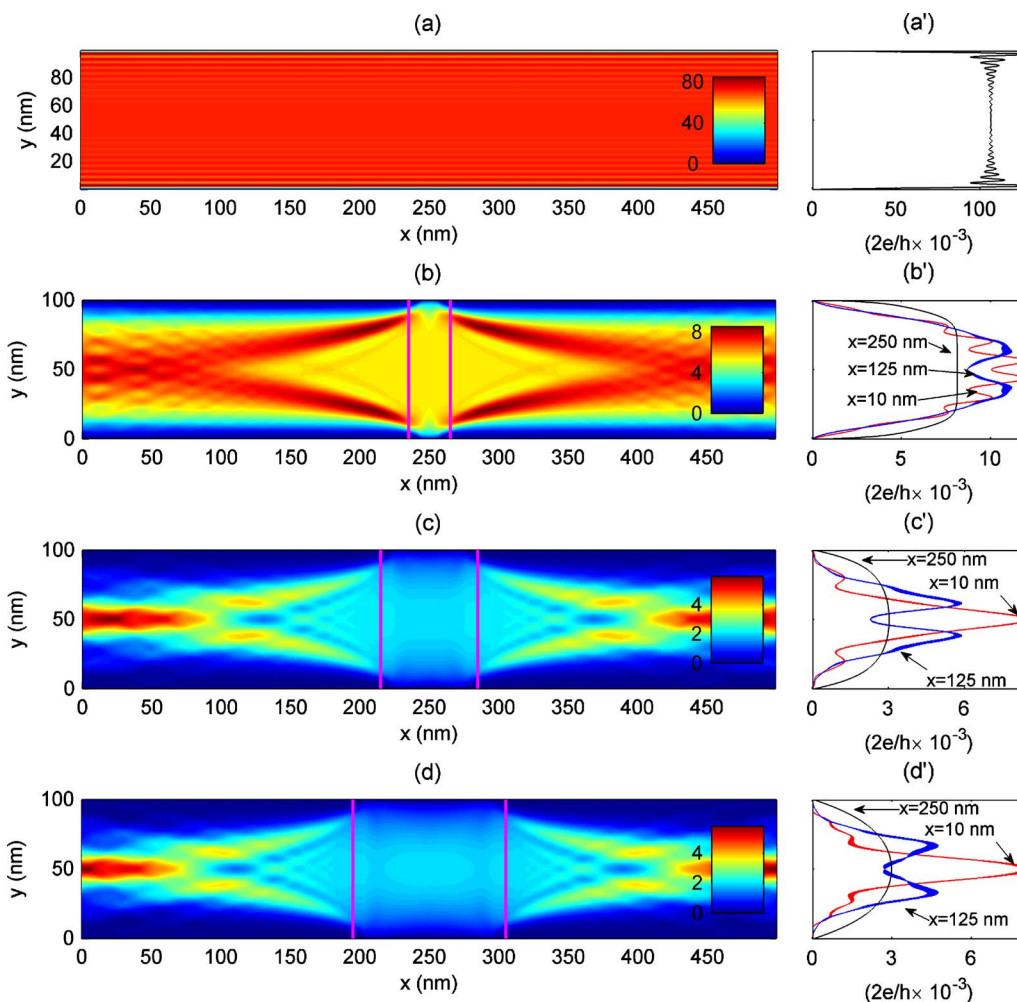 (a)
(a')
y (nm)
80
60
40
20
80
40
0
0 50 100 150 200 250 300 350 400 450
x (nm)
0 50 100
(2e/h × 10⁻³)
(b)
(b')
y (nm)
100
50
0
8
4
0
0 50 100 150 200 250 300 350 400 450
x (nm)
x=250 nm
x=125 nm
x=10 nm
0 5 10
(2e/h× 10⁻³)
(c)
(c')
y (nm)
100
50
0
4
2
0
0 50 100 150 200 250 300 350 400 450
x (nm)
x=250 nm
x=10 nm
x=125 nm
0 3 6
(2e/h× 10⁻³)
(d)
(d')
y (nm)
100
50
0
4
2
0
0 50 100 150 200 250 300 350 400 450
x (nm)
x=250 nm
x=10 nm
x=125 nm
0 3 6
(2e/h× 10⁻³)